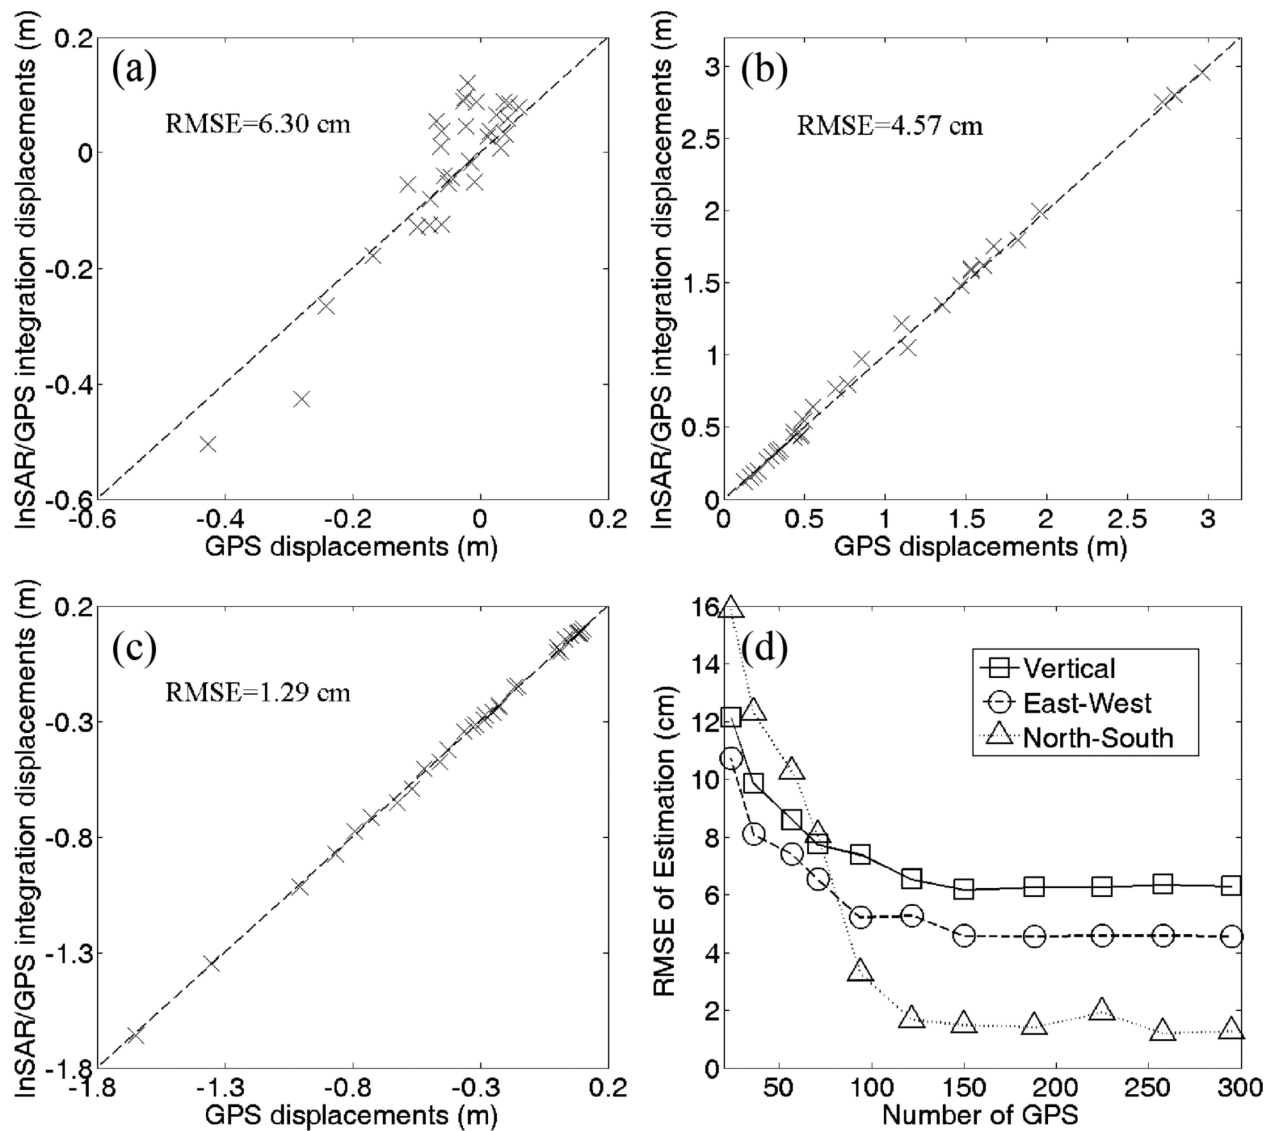 (a)
RMSE=6.30 cm
InSAR/GPS integration displacements (m)
0.2
0
-0.2
-0.4
-0.6
-0.6 -0.4 -0.2 0 0.2
GPS displacements (m)
(b)
RMSE=4.57 cm
InSAR/GPS integration displacements (m)
3
2.5
2
1.5
1
0.5
0
0 0.5 1 1.5 2 2.5 3
GPS displacements (m)
(c)
RMSE=1.29 cm
InSAR/GPS integration displacements (m)
0.2
-0.3
-0.8
-1.3
-1.8
-1.8 -1.3 -0.8 -0.3 0.2
GPS displacements (m)
(d)
Vertical
East-West
North-South
RMSE of Estimation (cm)
16
14
12
10
8
6
4
2
0
50 100 150 200 250 300
Number of GPS